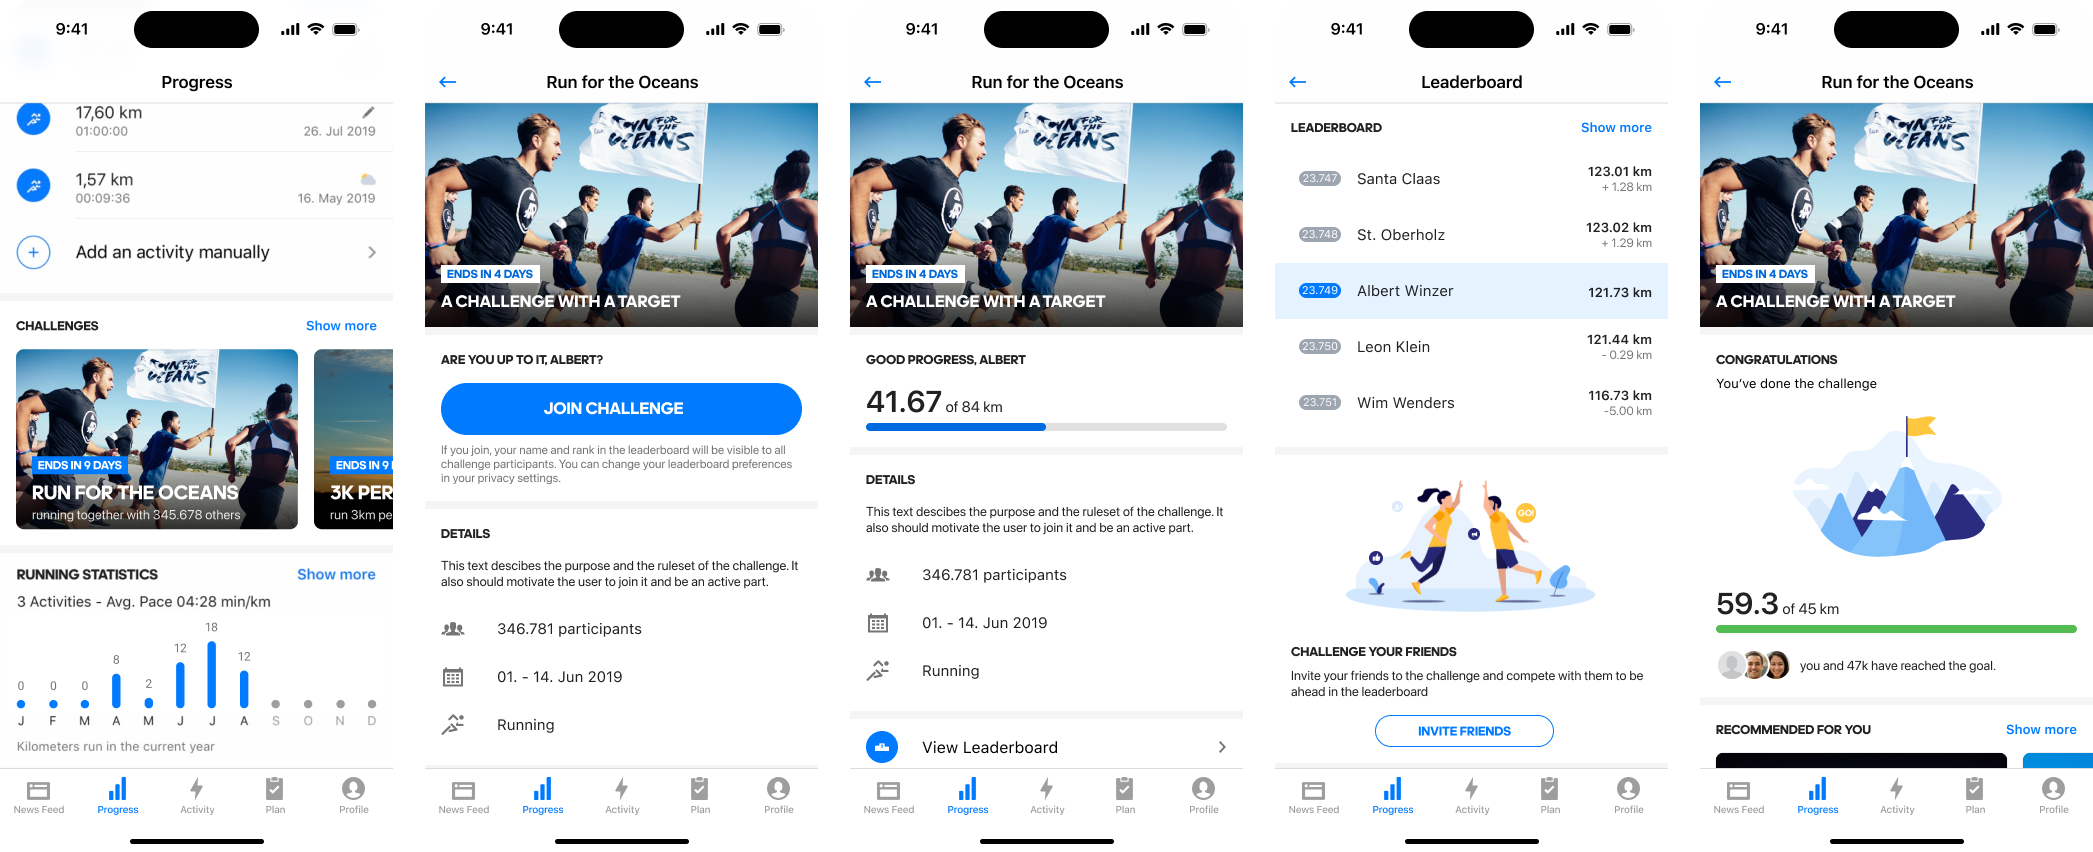 9:41
Progress
17,60 km
01:00:00
26. Jul 2019
1,57 km
00:09:36
16. May 2019
Add an activity manually
CHALLENGES
Show more
RUN FOR THE OCEANS
ENDS IN 9 DAYS
RUN FOR THE OCEANS
running together with 345.678 others
ENDS IN 9
3K PER
run 3km pe
RUNNING STATISTICS
Show more
3 Activities - Avg. Pace 04:28 min/km
0 0 0 8 2 12 18 12
J F M A M J J A S O N D
Kilometers run in the current year
News Feed
Progress
Activity
Plan
Profile
9:41
Run for the Oceans
RUN FOR THE OCEANS
ENDS IN 4 DAYS
A CHALLENGE WITH A TARGET
ARE YOU UP TO IT, ALBERT?
JOIN CHALLENGE
If you join, your name and rank in the leaderboard will be visible to all
challenge participants. You can change your leaderboard preferences
in your privacy settings.
DETAILS
This text descibes the purpose and the ruleset of the challenge. It
also should motivate the user to join it and be an active part.
346.781 participants
01. - 14. Jun 2019
Running
News Feed
Progress
Activity
Plan
Profile
9:41
Run for the Oceans
RUN FOR THE OCEANS
ENDS IN 4 DAYS
A CHALLENGE WITH A TARGET
GOOD PROGRESS, ALBERT
41.67 of 84 km
DETAILS
This text descibes the purpose and the ruleset of the challenge. It
also should motivate the user to join it and be an active part.
346.781 participants
01. - 14. Jun 2019
Running
View Leaderboard
News Feed
Progress
Activity
Plan
Profile
9:41
Leaderboard
LEADERBOARD
Show more
23.747 Santa Claas 123.01 km
+ 1.28 km
23.748 St. Oberholz 123.02 km
+ 1.29 km
23.749 Albert Winzer 121.73 km
23.750 Leon Klein 121.44 km
- 0.29 km
23.751 Wim Wenders 116.73 km
-5.00 km
GO!
CHALLENGE YOUR FRIENDS
Invite your friends to the challenge and compete with them to be
ahead in the leaderboard
INVITE FRIENDS
News Feed
Progress
Activity
Plan
Profile
9:41
Run for the Oceans
RUN FOR THE OCEANS
ENDS IN 4 DAYS
A CHALLENGE WITH A TARGET
CONGRATULATIONS
You've done the challenge
59.3 of 45 km
you and 47k have reached the goal.
RECOMMENDED FOR YOU
Show more
News Feed
Progress
Activity
Plan
Profile